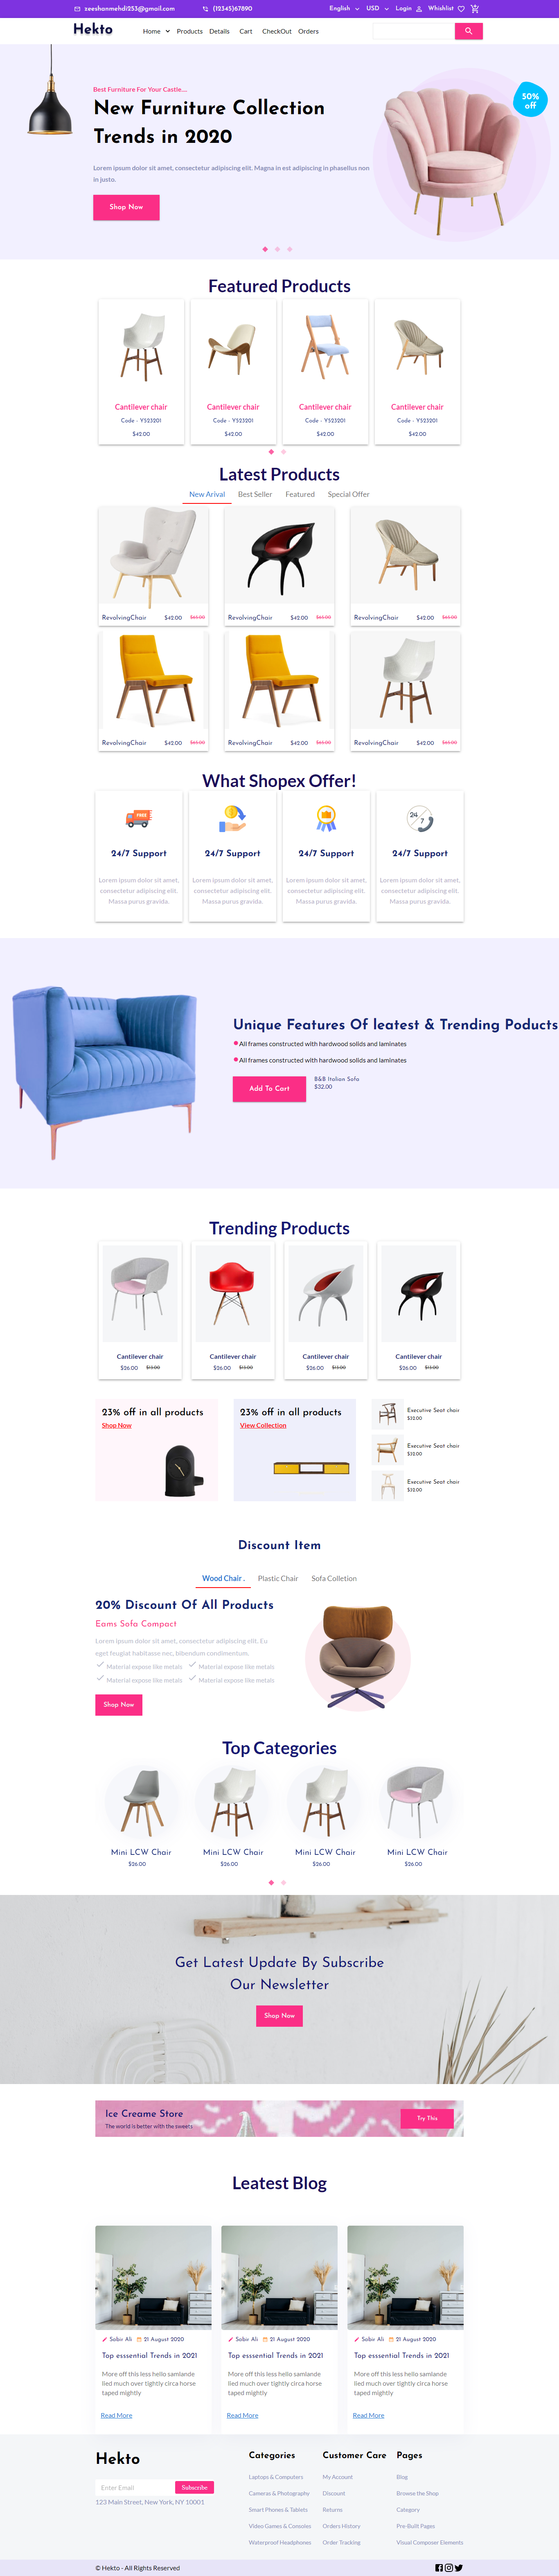 zeeshanmehdi253@gmail.com (12345)67890 English USD Login Whishlist
Hekto Home Products Details Cart CheckOut Orders
Best Furniture For Your Castle....
New Furniture Collection
Trends in 2020
50%
off
Lorem ipsum dolor sit amet, consectetur adipiscing elit. Magna in est adipiscing in phasellus non
in justo.
Shop Now
Featured Products
Cantilever chair Cantilever chair Cantilever chair Cantilever chair
Code - Y523201 Code - Y523201 Code - Y523201 Code - Y523201
$42.00 $42.00 $42.00 $42.00
Latest Products
New Arival Best Seller Featured Special Offer
RevolvingChair $42.00 $65.00 RevolvingChair $42.00 $65.00 RevolvingChair $42.00 $65.00
RevolvingChair $42.00 $65.00 RevolvingChair $42.00 $65.00 RevolvingChair $42.00 $65.00
What Shopex Offer!
FREE 24 7
24/7 Support 24/7 Support 24/7 Support 24/7 Support
Lorem ipsum dolor sit amet, Lorem ipsum dolor sit amet, Lorem ipsum dolor sit amet, Lorem ipsum dolor sit amet,
consectetur adipiscing elit. consectetur adipiscing elit. consectetur adipiscing elit. consectetur adipiscing elit.
Massa purus gravida. Massa purus gravida. Massa purus gravida. Massa purus gravida.
Unique Features Of leatest & Trending Poducts
All frames constructed with hardwood solids and laminates
All frames constructed with hardwood solids and laminates
Add To Cart
B&B Italian Sofa
$32.00
Trending Products
Cantilever chair Cantilever chair Cantilever chair Cantilever chair
$26.00 $26.00 $26.00 $26.00
23% off in all products
Shop Now
23% off in all products
View Collection
Executive Seat chair
$32.00
Executive Seat chair
$32.00
Executive Seat chair
$32.00
Discount Item
Wood Chair . Plastic Chair Sofa Colletion
20% Discount Of All Products
Eams Sofa Compact
Lorem ipsum dolor sit amet, consectetur adipiscing elit. Eu
eget feugiat habitasse nec, bibendum condimentum.
Material expose like metals Material expose like metals
Material expose like metals Material expose like metals
Shop Now
Top Categories
Mini LCW Chair Mini LCW Chair Mini LCW Chair Mini LCW Chair
$26.00 $26.00 $26.00 $26.00
Get Latest Update By Subscribe
Our Newsletter
Shop Now
Ice Creame Store
The world is better with the sweets
Try This
Leatest Blog
Sabir Ali 21 August 2020 Sabir Ali 21 August 2020 Sabir Ali 21 August 2020
Top esssential Trends in 2021 Top esssential Trends in 2021 Top esssential Trends in 2021
More off this less hello samlande More off this less hello samlande More off this less hello samlande
lied much over tightly circa horse lied much over tightly circa horse lied much over tightly circa horse
taped mightly taped mightly taped mightly
Read More Read More Read More
Hekto
Enter Email Subscribe
123 Main Street, New York, NY 10001
Categories
Laptops & Computers
Cameras & Photography
Smart Phones & Tablets
Video Games & Consoles
Waterproof Headphones
Customer Care
My Account
Discount
Returns
Orders History
Order Tracking
Pages
Blog
Browse the Shop
Category
Pre-Built Pages
Visual Composer Elements
© Hekto - All Rights Reserved